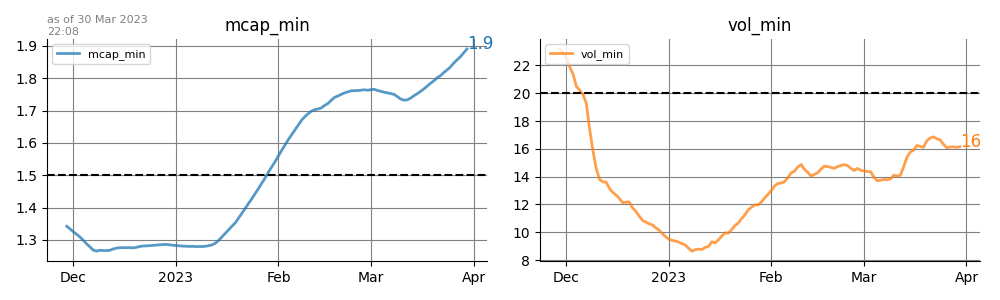 as of 30 Mar 2023
22:08
mcap_min
mcap_min
1.9
1.9
1.8
1.7
1.6
1.5
1.4
1.3
Dec
2023
Feb
Mar
Apr
vol_min
vol_min
22
20
18
16
14
12
10
8
16
Dec
2023
Feb
Mar
Apr